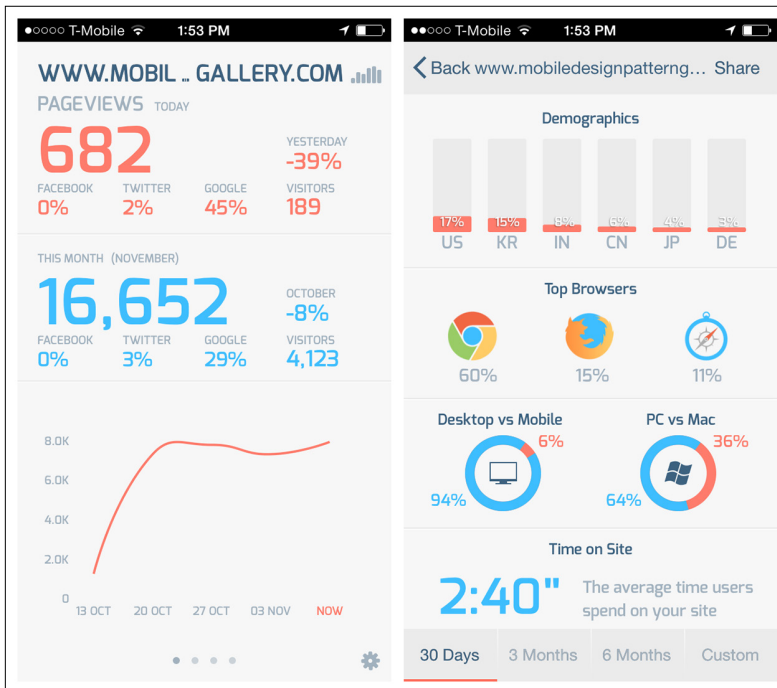 T-Mobile 1:53 PM
WWW.MOBIL ... GALLERY.COM
PAGEVIEWS TODAY
682
YESTERDAY
-39%
FACEBOOK TWITTER GOOGLE VISITORS
0% 2% 45% 189
THIS MONTH (NOVEMBER)
16,652
OCTOBER
-8%
FACEBOOK TWITTER GOOGLE VISITORS
0% 3% 29% 4,123
8.0K
6.0K
4.0K
2.0K
0
13 OCT 20 OCT 27 OCT 03 NOV NOW
T-Mobile 1:53 PM
Back www.mobiledesignpatterng... Share
Demographics
17% 15% 8% 6% 4% 3%
US KR IN CN JP DE
Top Browsers
60% 15% 11%
Desktop vs Mobile PC vs Mac
6% 36%
94% 64%
Time on Site
2:40"
The average time users
spend on your site
30 Days 3 Months 6 Months Custom